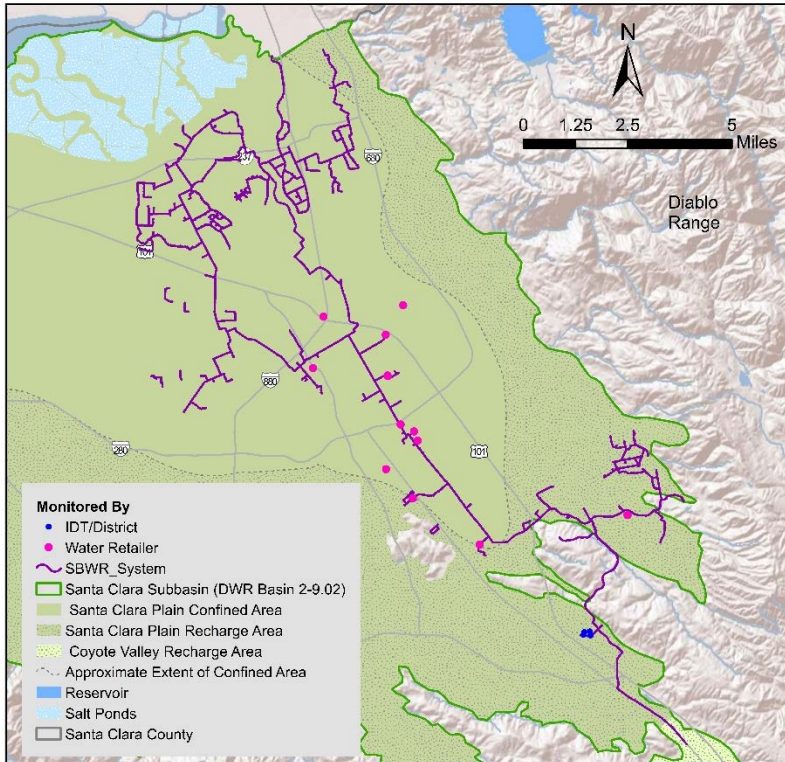 N
0 1.25 2.5 5
Miles
Diablo
Range
237
680
101
880
280
101
Monitored By
IDT/District
Water Retailer
SBWR_System
Santa Clara Subbasin (DWR Basin 2-9.02)
Santa Clara Plain Confined Area
Santa Clara Plain Recharge Area
Coyote Valley Recharge Area
Approximate Extent of Confined Area
Reservoir
Salt Ponds
Santa Clara County